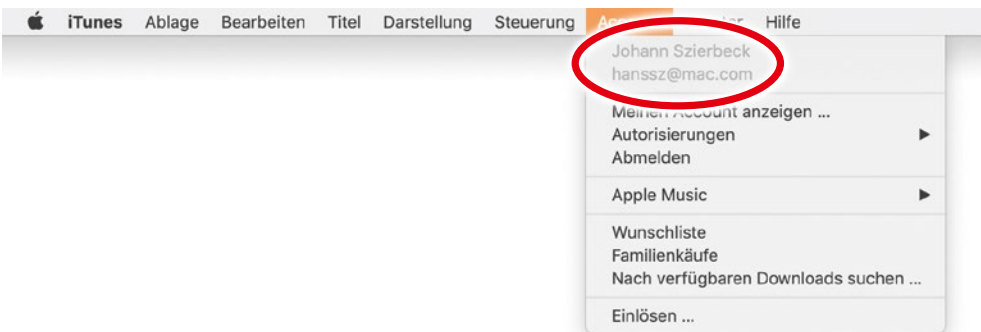 iTunes Ablage Bearbeiten Titel Darstellung Steuerung Hilfe
Johann Szierbeck
hanssz@mac.com
Meinen Account anzeigen ...
Autorisierungen
Abmelden
Apple Music
Wunschliste
Familienkäufe
Nach verfügbaren Downloads suchen ...
Einlösen ...